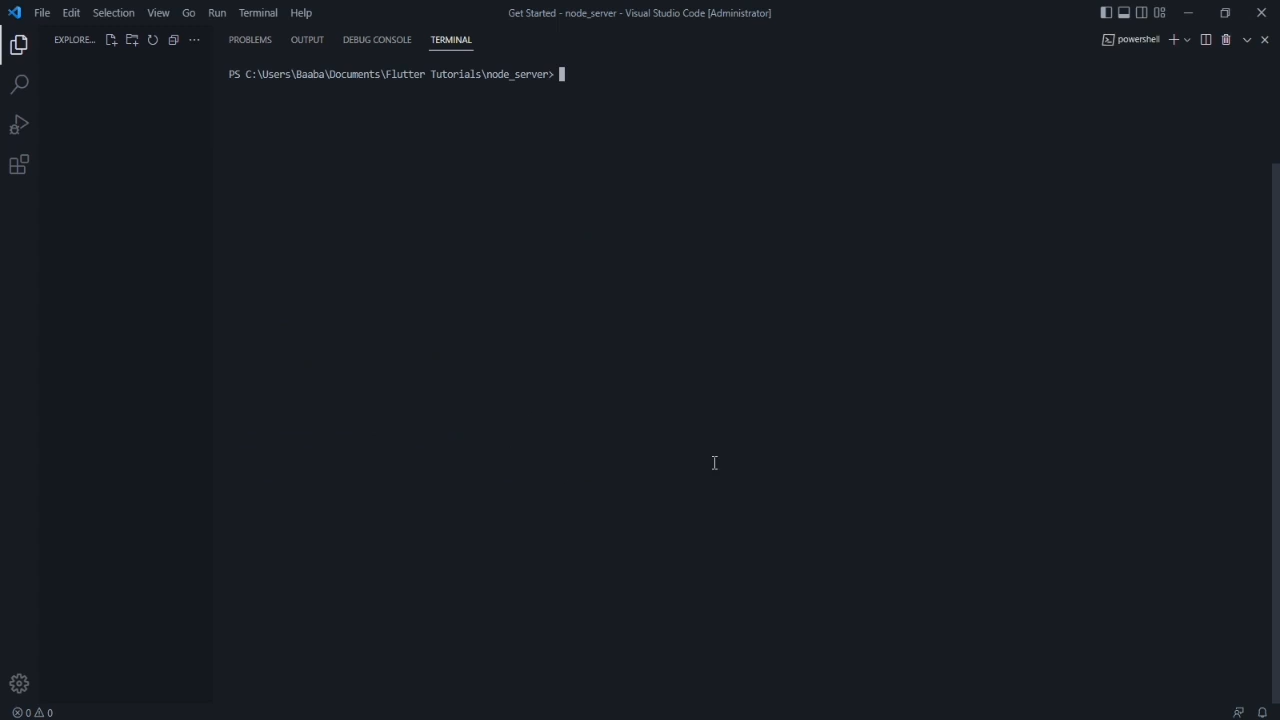 File Edit Selection View Go Run Terminal Help
Get Started - node_server - Visual Studio Code [Administrator]
EXPLORE...
PROBLEMS OUTPUT DEBUG CONSOLE TERMINAL
powershell
PS C:\Users\Baaba\Documents\Flutter Tutorials\node_server>
0 0